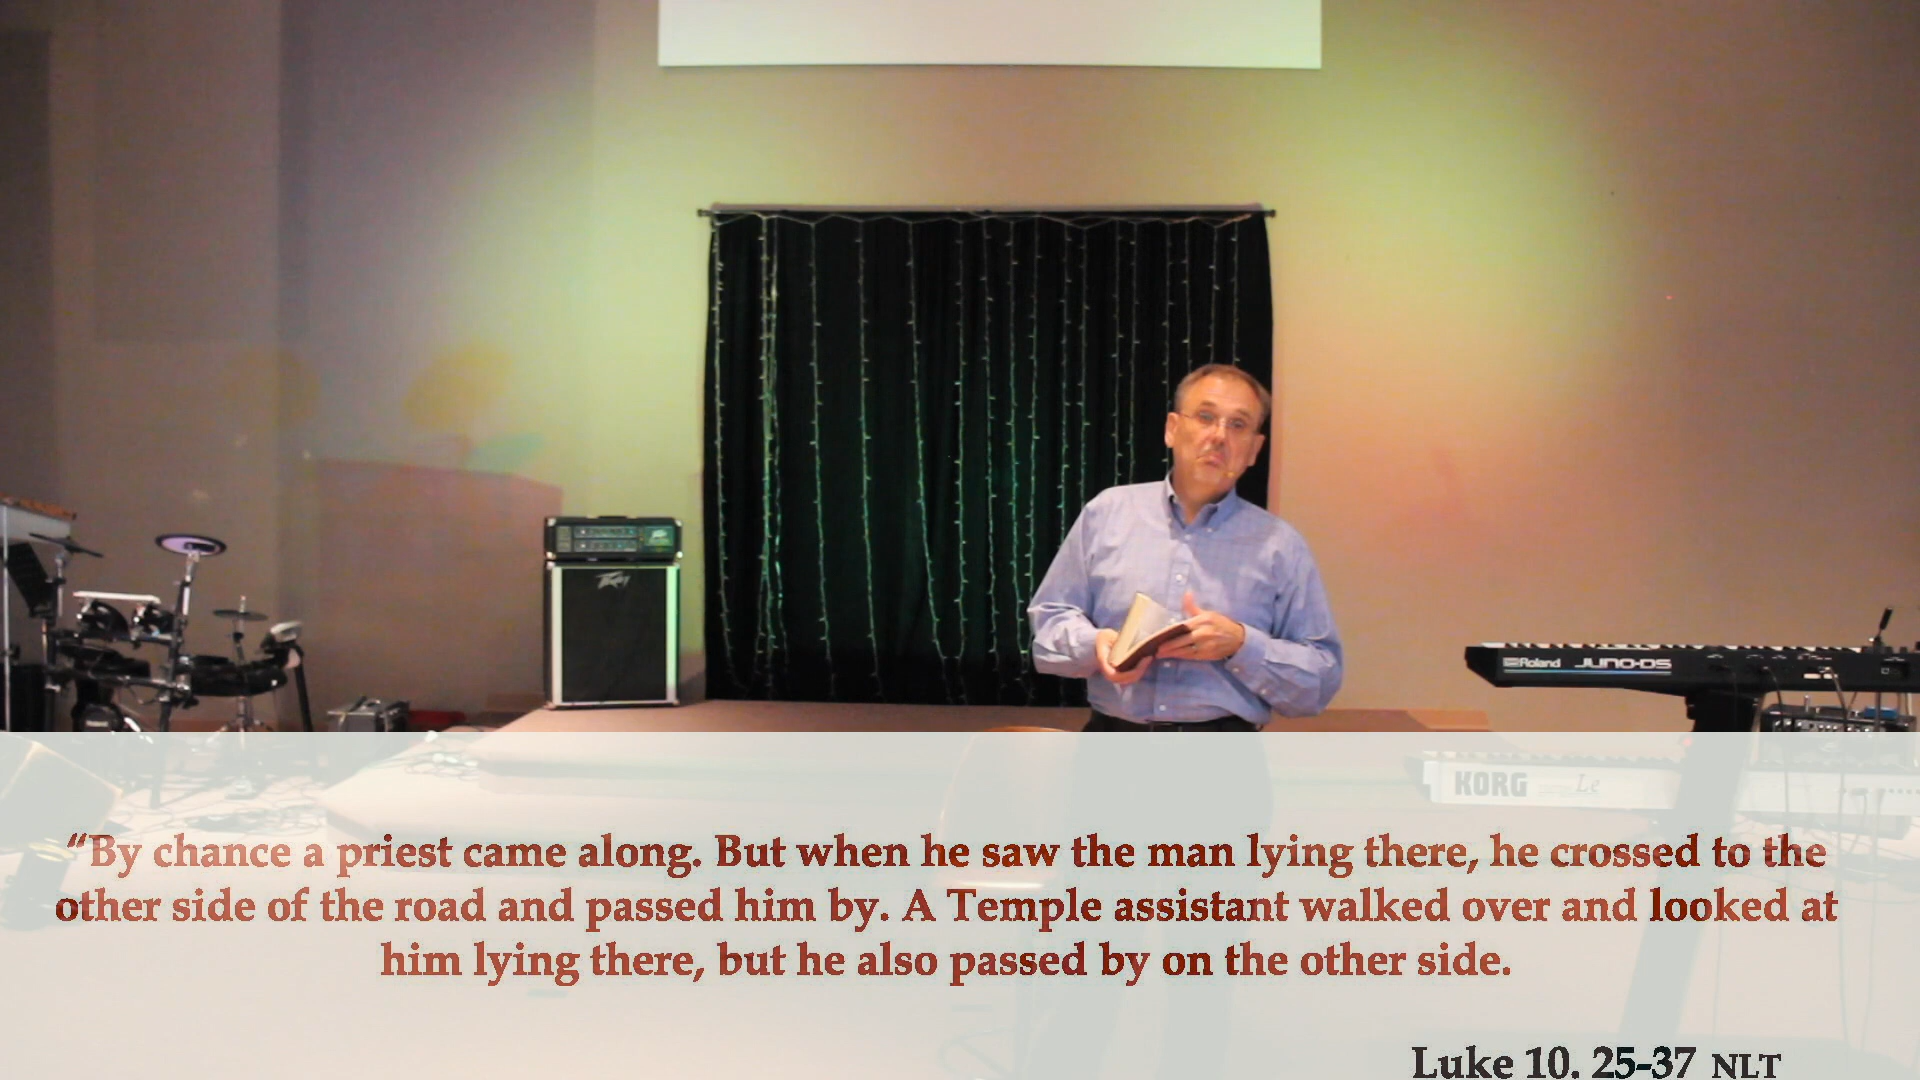 PEAVEY
Roland JUNO-DS
KORG Le
“By chance a priest came along. But when he saw the man lying there, he crossed to the
other side of the road and passed him by. A Temple assistant walked over and looked at
him lying there, but he also passed by on the other side.
Luke 10. 25-37 NLT